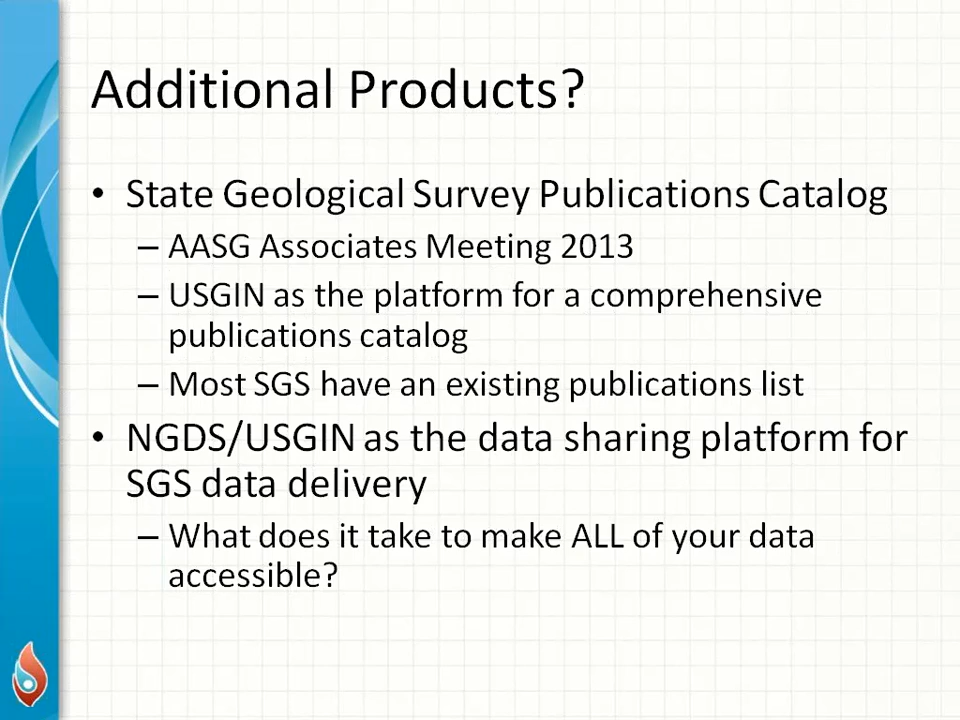 Additional Products?
• State Geological Survey Publications Catalog
– AASG Associates Meeting 2013
– USGIN as the platform for a comprehensive
publications catalog
– Most SGS have an existing publications list
• NGDS/USGIN as the data sharing platform for
SGS data delivery
– What does it take to make ALL of your data
accessible?